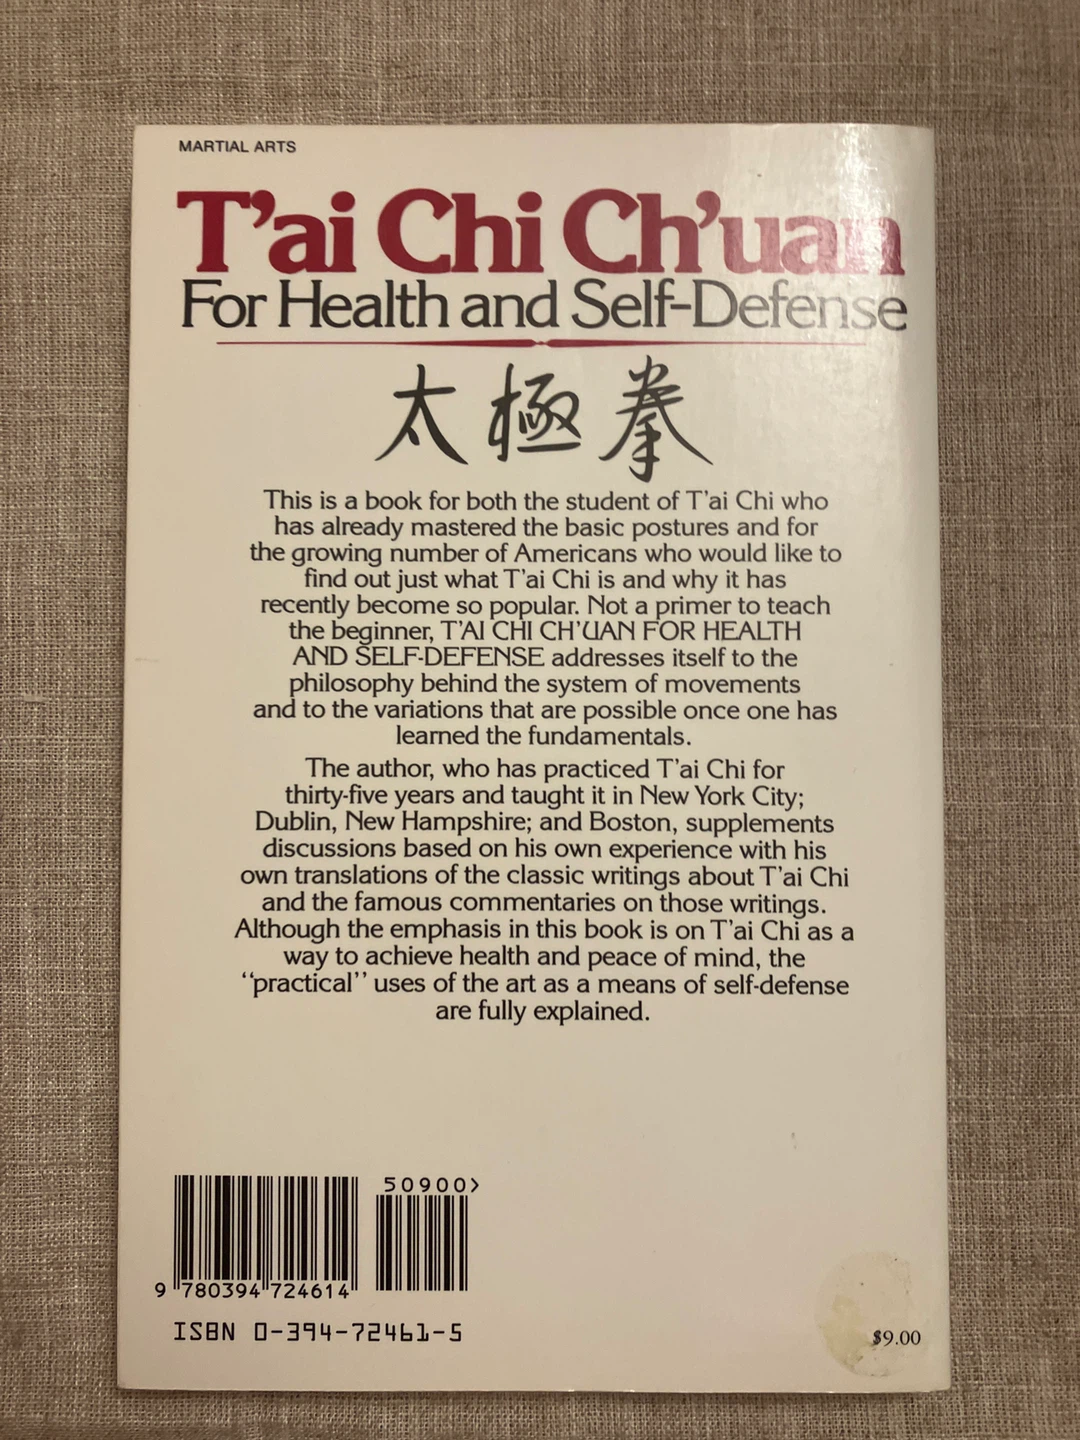 MARTIAL ARTS
T'ai Chi Ch'uan
For Health and Self-Defense
太極拳
This is a book for both the student of T'ai Chi who
has already mastered the basic postures and for
the growing number of Americans who would like to
find out just what T'ai Chi is and why it has
recently become so popular. Not a primer to teach
the beginner, T'AI CHI CH'UAN FOR HEALTH
AND SELF-DEFENSE addresses itself to the
philosophy behind the system of movements
and to the variations that are possible once one has
learned the fundamentals.
The author, who has practiced T'ai Chi for
thirty-five years and taught it in New York City;
Dublin, New Hampshire; and Boston, supplements
discussions based on his own experience with his
own translations of the classic writings about T'ai Chi
and the famous commentaries on those writings.
Although the emphasis in this book is on T'ai Chi as a
way to achieve health and peace of mind, the
‘‘practical’’ uses of the art as a means of self-defense
are fully explained.
50900>
9 780394 724614
ISBN 0-394-72461-5
$9.00